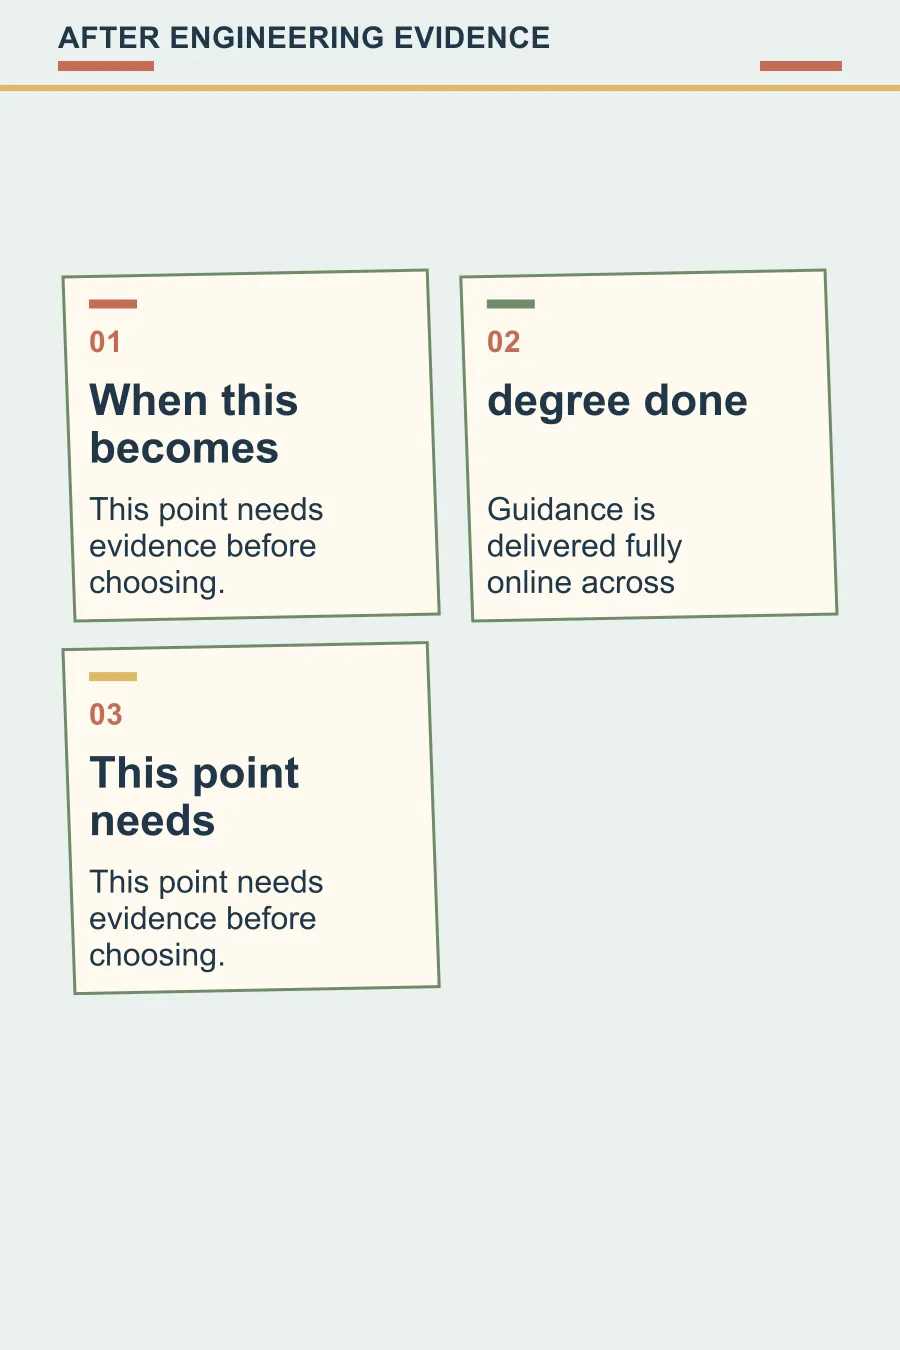 AFTER ENGINEERING EVIDENCE
01
When this
becomes
This point needs
evidence before
choosing.
02
degree done
Guidance is
delivered fully
online across
03
This point
needs
This point needs
evidence before
choosing.